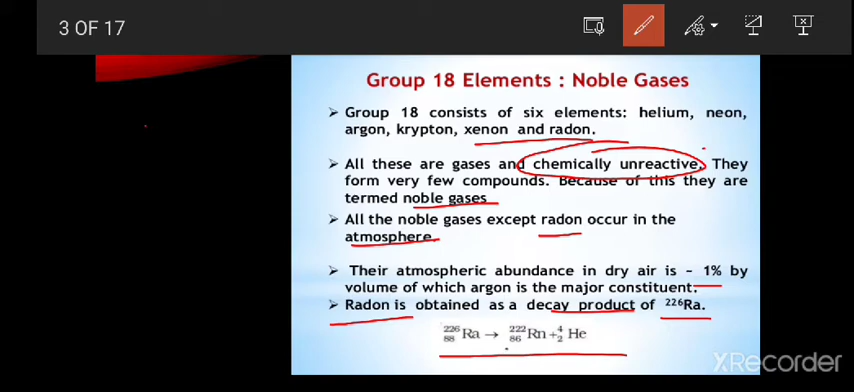 3 OF 17
Group 18 Elements : Noble Gases
➢ Group 18 consists of six elements: helium, neon,
argon, krypton, xenon and radon.
➢ All these are gases and chemically unreactive. They
form very few compounds. Because of this they are
termed noble gases
➢ All the noble gases except radon occur in the
atmosphere.
➢ Their atmospheric abundance in dry air is ~ 1% by
volume of which argon is the major constituent.
➢ Radon is obtained as a decay product of ²²⁶Ra.
²²⁶₈₈Ra → ²²²₈₆Rn + ⁴₂He
XRecorder